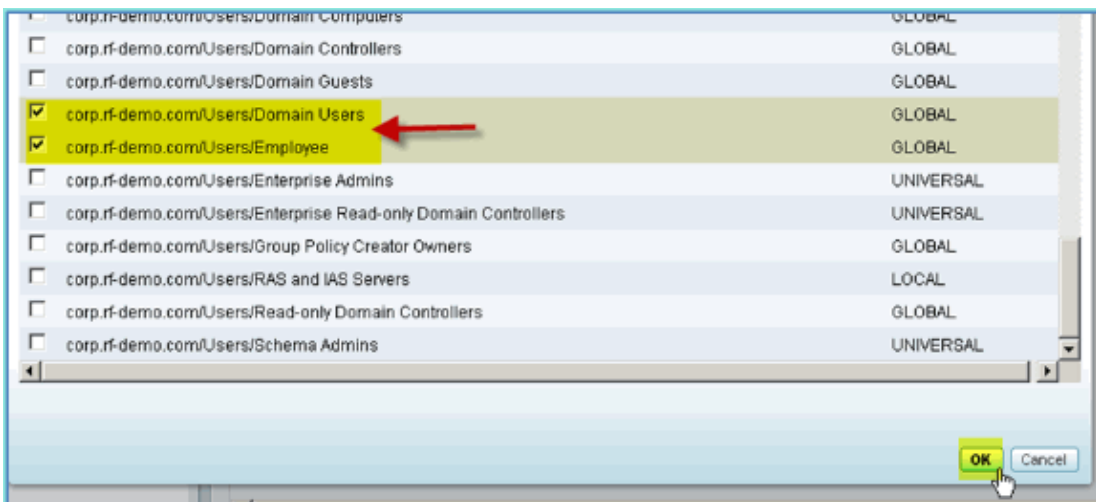 corp.rf-demo.com/Users/Domain Computers GLOBAL
corp.rf-demo.com/Users/Domain Controllers GLOBAL
corp.rf-demo.com/Users/Domain Guests GLOBAL
corp.rf-demo.com/Users/Domain Users GLOBAL
corp.rf-demo.com/Users/Employee GLOBAL
corp.rf-demo.com/Users/Enterprise Admins UNIVERSAL
corp.rf-demo.com/Users/Enterprise Read-only Domain Controllers UNIVERSAL
corp.rf-demo.com/Users/Group Policy Creator Owners GLOBAL
corp.rf-demo.com/Users/RAS and IAS Servers LOCAL
corp.rf-demo.com/Users/Read-only Domain Controllers GLOBAL
corp.rf-demo.com/Users/Schema Admins UNIVERSAL
OK Cancel